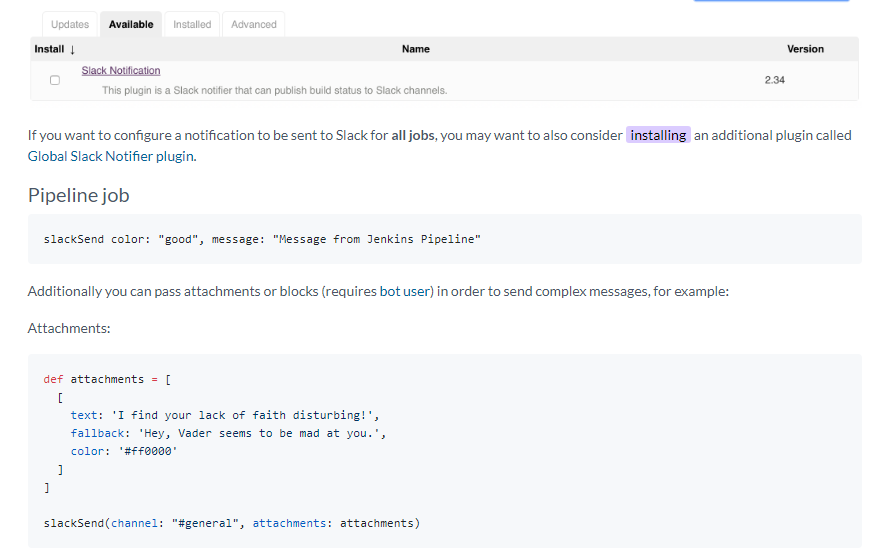 Updates Available Installed Advanced
Install ↓ Name Version
Slack Notification
2.34
This plugin is a Slack notifier that can publish build status to Slack channels.
If you want to configure a notification to be sent to Slack for all jobs, you may want to also consider installing an additional plugin called
Global Slack Notifier plugin.
Pipeline job
slackSend color: "good", message: "Message from Jenkins Pipeline"
Additionally you can pass attachments or blocks (requires bot user) in order to send complex messages, for example:
Attachments:
def attachments = [
  [
    text: 'I find your lack of faith disturbing!',
    fallback: 'Hey, Vader seems to be mad at you.',
    color: '#ff0000'
  ]
]
slackSend(channel: "#general", attachments: attachments)